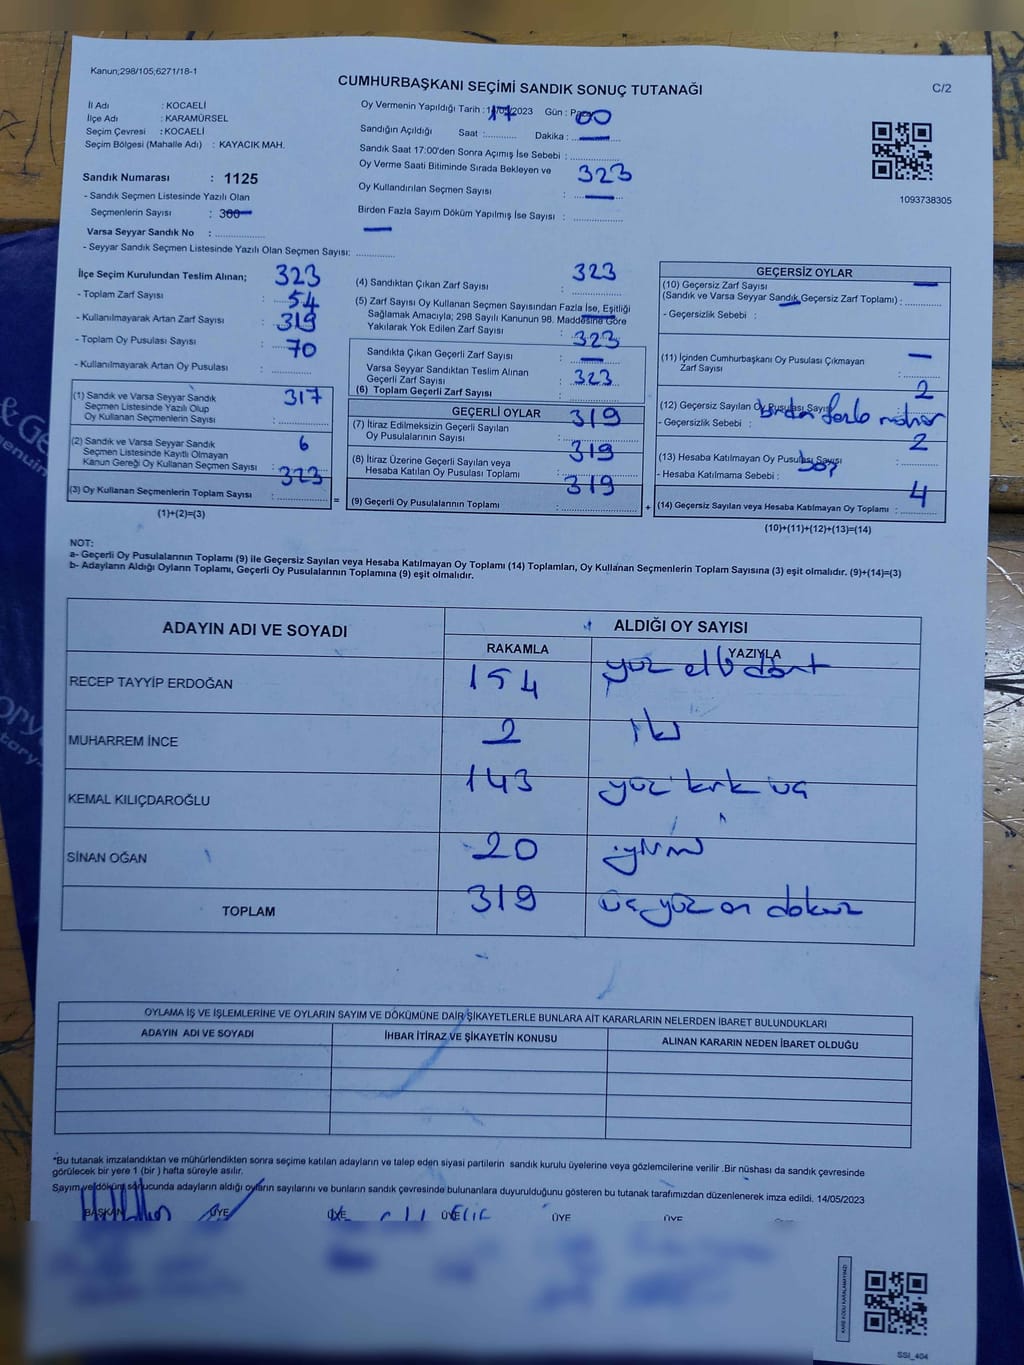 Kanun;298/105;6271/18-1
CUMHURBAŞKANI SEÇİMİ SANDIK SONUÇ TUTANAĞI
C/2
İl Adı : KOCAELİ
İlçe Adı : KARAMÜRSEL
Seçim Çevresi : KOCAELİ
Seçim Bölgesi (Mahalle Adı) : KAYACIK MAH.
Sandık Numarası : 1125
- Sandık Seçmen Listesinde Yazılı Olan
Seçmenlerin Sayısı :
Varsa Seyyar Sandık No :
- Seyyar Sandık Seçmen Listesinde Yazılı Olan Seçmen Sayısı:
Oy Vermenin Yapıldığı Tarih : 2023 Gün :
Sandığın Açıldığı Saat : 17 Dakika : 00
Sandık Saat 17:00'den Sonra Açımış İse Sebebi : —
Oy Verme Saati Bitiminde Sırada Bekleyen ve
Oy Kullandırılan Seçmen Sayısı : 323
Birden Fazla Sayım Döküm Yapılmış İse Sayısı : —
1093738305
İlçe Seçim Kurulundan Teslim Alınan;
- Toplam Zarf Sayısı : 323
- Kullanılmayarak Artan Zarf Sayısı : 54
- Toplam Oy Pusulası Sayısı : 319
- Kullanılmayarak Artan Oy Pusulası : 70
(1) Sandık ve Varsa Seyyar Sandık
Seçmen Listesinde Yazılı Olup
Oy Kullanan Seçmenlerin Sayısı : 317
(2) Sandık ve Varsa Seyyar Sandık
Seçmen Listesinde Kayıtlı Olmayan
Kanun Gereği Oy Kullanan Seçmen Sayısı : 6
(3) Oy Kullanan Seçmenlerin Toplam Sayısı : 323
(1)+(2)=(3)
(4) Sandıktan Çıkan Zarf Sayısı : 323
(5) Zarf Sayısı Oy Kullanan Seçmen Sayısından Fazla İse, Eşitliği
Sağlamak Amacıyla; 298 Sayılı Kanunun 98. Maddesine Göre
Yakılarak Yok Edilen Zarf Sayısı : —
Sandıkta Çıkan Geçerli Zarf Sayısı : 323
Varsa Seyyar Sandıktan Teslim Alınan
Geçerli Zarf Sayısı : —
(6) Toplam Geçerli Zarf Sayısı : 323
GEÇERLİ OYLAR
(7) İtiraz Edilmeksizin Geçerli Sayılan
Oy Pusulalarının Sayısı : 319
(8) İtiraz Üzerine Geçerli Sayılan veya
Hesaba Katılan Oy Pusulası Toplamı : 319
(9) Geçerli Oy Pusulalarının Toplamı : 319
GEÇERSİZ OYLAR
(10) Geçersiz Zarf Sayısı
(Sandık ve Varsa Seyyar Sandık Geçersiz Zarf Toplamı) : —
- Geçersizlik Sebebi : —
(11) İçinden Cumhurbaşkanı Oy Pusulası Çıkmayan
Zarf Sayısı : —
(12) Geçersiz Sayılan Oy Pusulası Sayısı 2
- Geçersizlik Sebebi : birden fazla mühür
(13) Hesaba Katılmayan Oy Pusulası Sayısı : 2
- Hesaba Katılmama Sebebi : boş
(14) Geçersiz Sayılan veya Hesaba Katılmayan Oy Toplamı : 4
(10)+(11)+(12)+(13)=(14)
NOT:
a- Geçerli Oy Pusulalarının Toplamı (9) ile Geçersiz Sayılan veya Hesaba Katılmayan Oy Toplamı (14) Toplamları, Oy Kullanan Seçmenlerin Toplam Sayısına (3) eşit olmalıdır. (9)+(14)=(3)
b- Adayların Aldığı Oyların Toplamı, Geçerli Oy Pusulalarının Toplamına (9) eşit olmalıdır.
ADAYIN ADI VE SOYADI
ALDIĞI OY SAYISI
RAKAMLA YAZIYLA
RECEP TAYYİP ERDOĞAN 154 yüz elli dört
MUHARREM İNCE 2 iki
KEMAL KILIÇDAROĞLU 143 yüz kırk üç
SİNAN OĞAN 20 yirmi
TOPLAM 319 üç yüz on dokuz
OYLAMA İŞ VE İŞLEMLERİNE VE OYLARIN SAYIM VE DÖKÜMÜNE DAİR ŞİKAYETLERLE BUNLARA AİT KARARLARIN NELERDEN İBARET BULUNDUKLARI
ADAYIN ADI VE SOYADI İHBAR İTİRAZ VE ŞİKAYETİN KONUSU ALINAN KARARIN NEDEN İBARET OLDUĞU
*Bu tutanak imzalandıktan ve mühürlendikten sonra seçime katılan adayların ve talep eden siyasi partilerin sandık kurulu üyelerine veya gözlemcilerine verilir .Bir nüshası da sandık çevresinde
görülecek bir yere 1 (bir ) hafta süreyle asılır.
Sayım ve döküm sonucunda adayların aldığı oyların sayılarını ve bunların sandık çevresinde bulunanlara duyurulduğunu gösteren bu tutanak tarafımızdan düzenlenerek imza edildi. 14/05/2023
BAŞKAN ÜYE ÜYE ÜYE ÜYE ÜYE
SSI_404